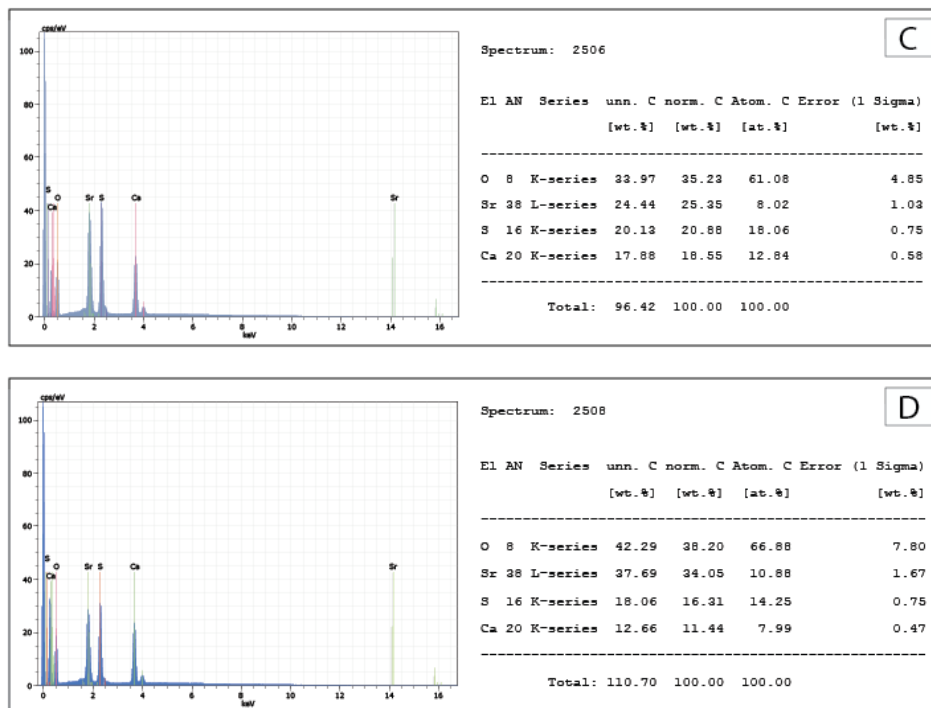 C
cps/eV
100
80
60
40
20
0
S
Ca O Sr S Ca Sr
0 2 4 6 8 10 12 14 16
keV
Spectrum: 2506
El AN Series unn. C norm. C Atom. C Error (1 Sigma)
[wt.%] [wt.%] [at.%] [wt.%]
O 8 K-series 33.97 35.23 61.08 4.85
Sr 38 L-series 24.44 25.35 8.02 1.03
S 16 K-series 20.13 20.88 18.06 0.75
Ca 20 K-series 17.88 18.55 12.84 0.58
Total: 96.42 100.00 100.00
D
cps/eV
100
80
60
40
20
0
S
Ca O Sr S Ca Sr
0 2 4 6 8 10 12 14 16
keV
Spectrum: 2508
El AN Series unn. C norm. C Atom. C Error (1 Sigma)
[wt.%] [wt.%] [at.%] [wt.%]
O 8 K-series 42.29 38.20 66.88 7.80
Sr 38 L-series 37.69 34.05 10.88 1.67
S 16 K-series 18.06 16.31 14.25 0.75
Ca 20 K-series 12.66 11.44 7.99 0.47
Total: 110.70 100.00 100.00